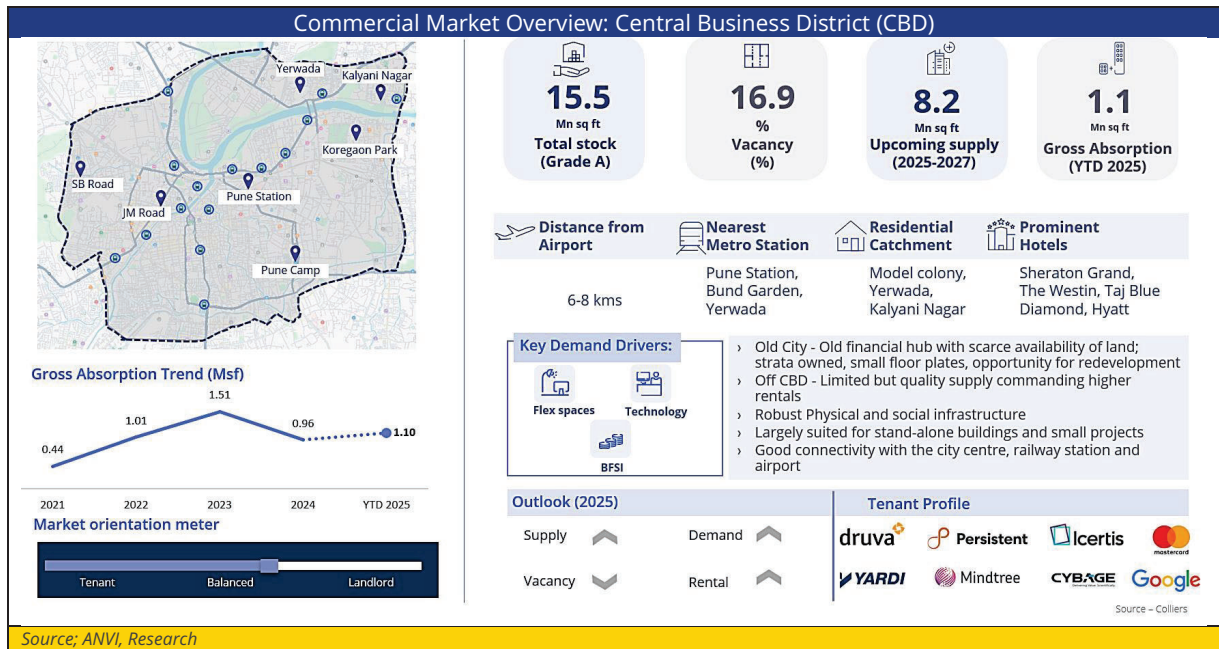 Commercial Market Overview: Central Business District (CBD)
Yerwada
Kalyani Nagar
Koregaon Park
SB Road
Pune Station
JM Road
Pune Camp
15.5
Mn sq ft
Total stock
(Grade A)
16.9
%
Vacancy
(%)
8.2
Mn sq ft
Upcoming supply
(2025-2027)
1.1
Mn sq ft
Gross Absorption
(YTD 2025)
Distance from
Airport
6-8 kms
Nearest
Metro Station
Pune Station,
Bund Garden,
Yerwada
Residential
Catchment
Model colony,
Yerwada,
Kalyani Nagar
Prominent
Hotels
Sheraton Grand,
The Westin, Taj Blue
Diamond, Hyatt
Gross Absorption Trend (Msf)
0.44
1.01
1.51
0.96
1.10
2021
2022
2023
2024
YTD 2025
Market orientation meter
Tenant
Balanced
Landlord
Key Demand Drivers:
Flex spaces
Technology
BFSI
› Old City - Old financial hub with scarce availability of land;
strata owned, small floor plates, opportunity for redevelopment
› Off CBD - Limited but quality supply commanding higher
rentals
› Robust Physical and social infrastructure
› Largely suited for stand-alone buildings and small projects
› Good connectivity with the city centre, railway station and
airport
Outlook (2025)
Supply
Demand
Vacancy
Rental
Tenant Profile
druva
Persistent
Icertis
mastercard
YARDI
Mindtree
CYBAGE
Google
Source – Colliers
Source; ANVI, Research